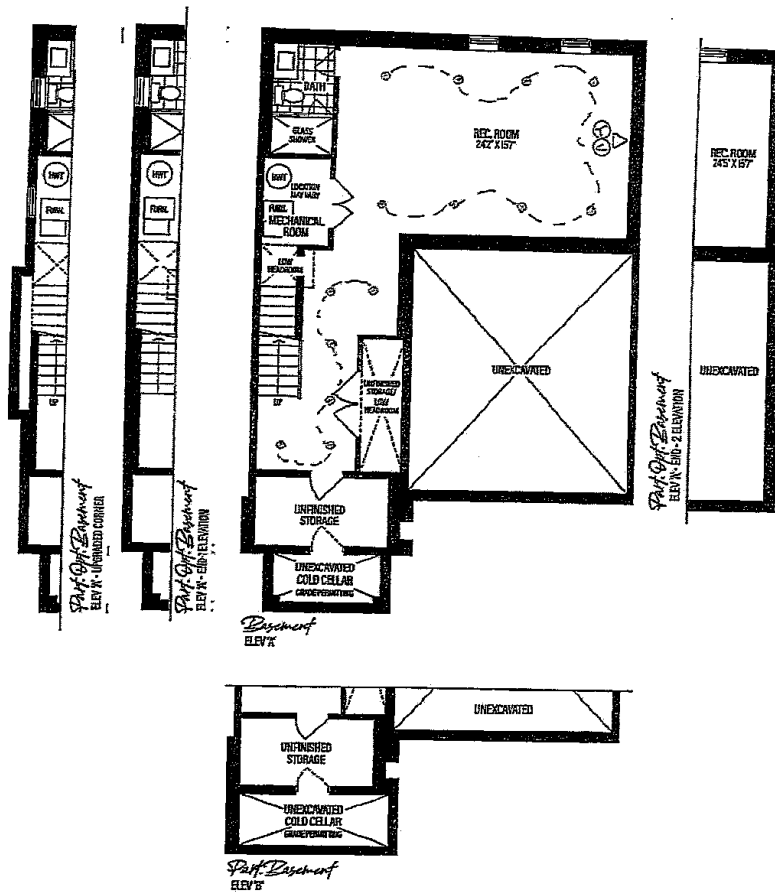 HWT
FURN.
UP
Part. Opt. Basement
ELEV 'A' - UPGRADED CORNER
HWT
FURN.
Part. Opt. Basement
ELEV 'A' - END-1 ELEVATION
BATH
GLASS
SHOWER
HWT
LOCATION
MAY VARY
FURN.
MECHANICAL
ROOM
LOW
HEADROOM
UP
REC. ROOM
24'2" X 15'7"
UNFINISHED
STORAGE/
LOW
HEADROOM
UNEXCAVATED
UNFINISHED
STORAGE
UNEXCAVATED
COLD CELLAR
GRADE PERMITTING
Basement
ELEV 'A'
REC. ROOM
24'5" X 15'7"
UNEXCAVATED
Part. Opt. Basement
ELEV 'A' - END-2 ELEVATION
UNEXCAVATED
UNFINISHED
STORAGE
UNEXCAVATED
COLD CELLAR
GRADE PERMITTING
Part. Basement
ELEV 'B'